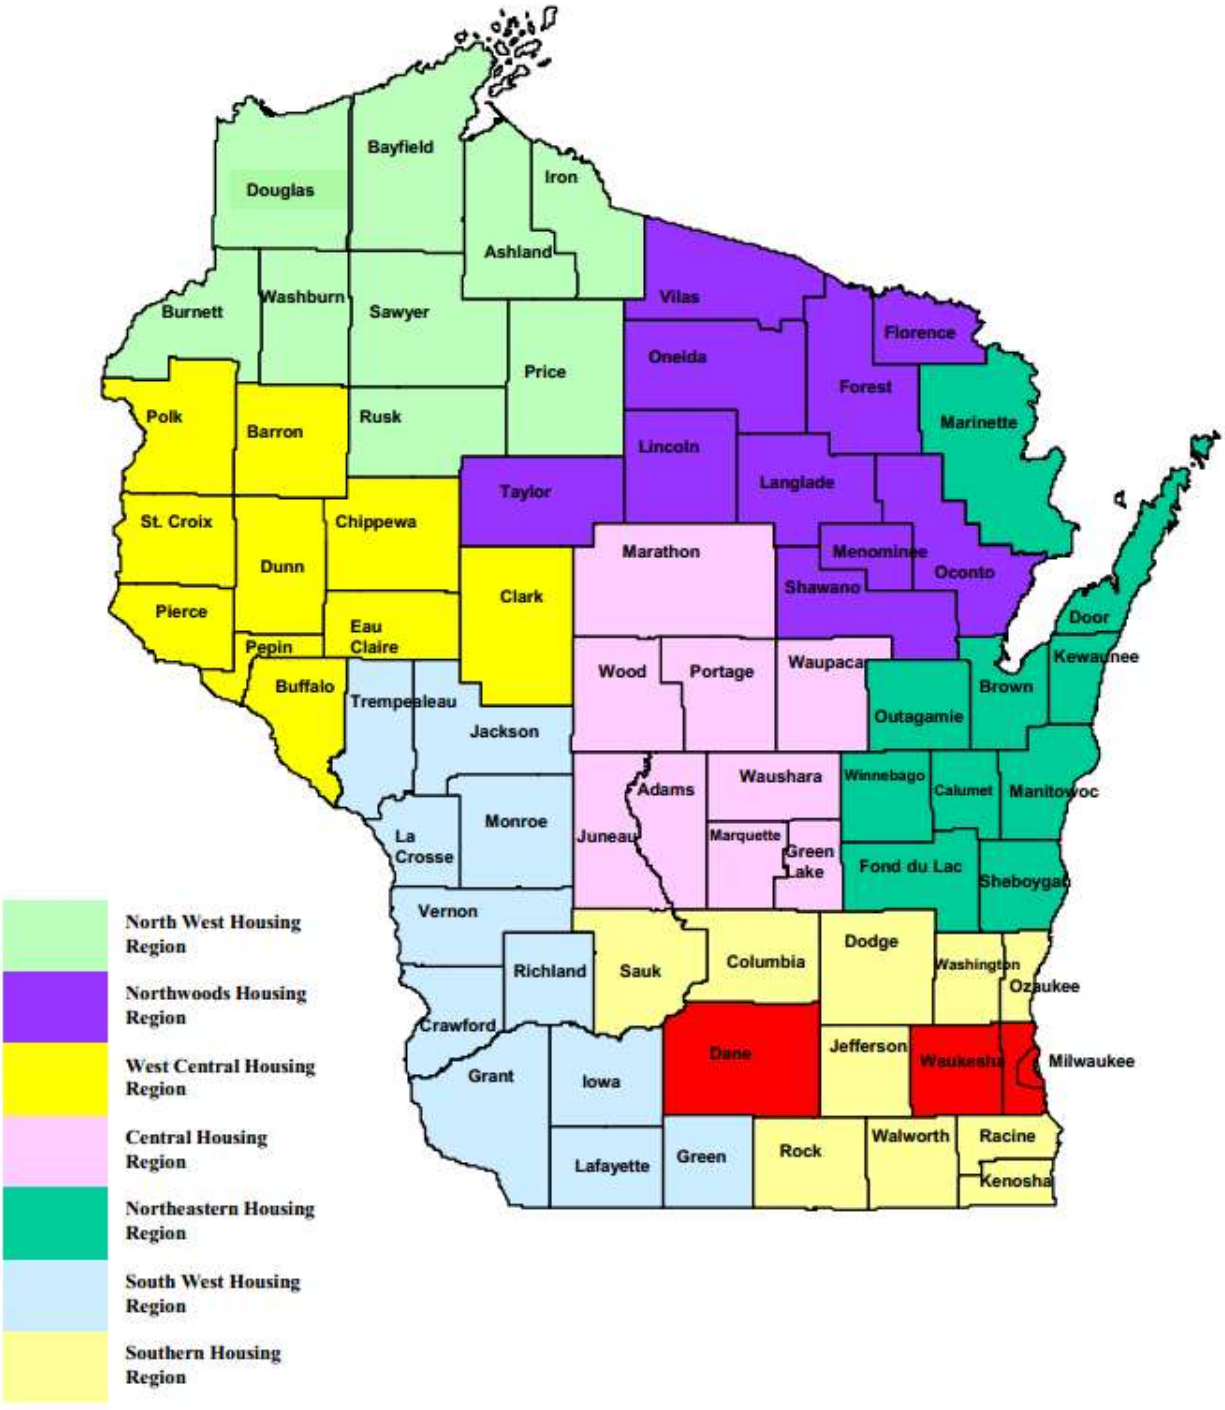 Bayfield
Iron
Douglas
Ashland
Vilas
Washburn
Burnett
Sawyer
Florence
Oneida
Price
Forest
Polk
Rusk
Marinette
Barron
Lincoln
Langlade
Taylor
St. Croix
Chippewa
Marathon
Menominee
Dunn
Oconto
Shawano
Clark
Pierce
Door
Eau
Claire
Pepin
Kewaunee
Waupaca
Wood
Portage
Buffalo
Brown
Trempealeau
Outagamie
Jackson
Waushara
Winnebago
Adams
Calumet
Manitowoc
Monroe
Juneau
Marquette
La
Crosse
Green
Lake
Fond du Lac
Sheboygan
Vernon
North West Housing
Region
Dodge
Columbia
Washington
Richland
Sauk
Ozaukee
Northwoods Housing
Region
Crawford
Jefferson
Dane
Waukesha
Milwaukee
Grant
Iowa
West Central Housing
Region
Walworth
Racine
Central Housing
Region
Rock
Green
Lafayette
Kenosha
Northeastern Housing
Region
South West Housing
Region
Southern Housing
Region